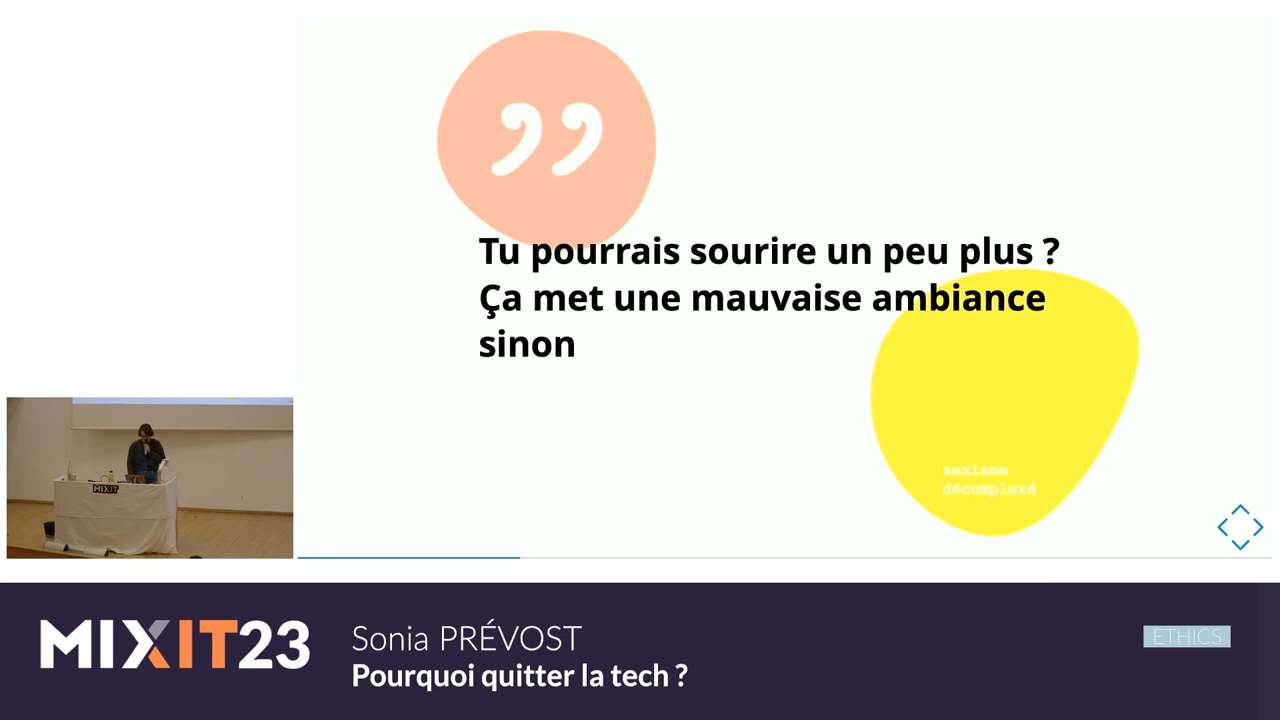 ”
Tu pourrais sourire un peu plus ?
Ça met une mauvaise ambiance
sinon
sexisme
décomplexé
MIXIT
MIXIT23
Sonia PRÉVOST
Pourquoi quitter la tech ?
ETHICS